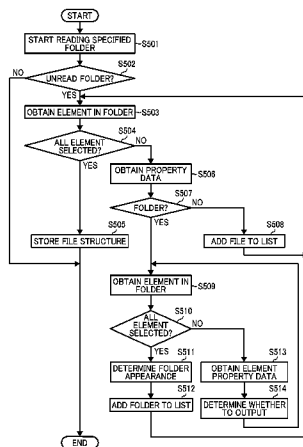 START
START READING SPECIFIED
FOLDER
S501
S502
NO
UNREAD FOLDER?
YES
OBTAIN ELEMENT IN FOLDER
S503
S504
ALL ELEMENT
SELECTED?
NO
YES
OBTAIN PROPERTY
DATA
S506
S507
FOLDER?
NO
YES
S505
STORE FILE STRUCTURE
S508
ADD FILE TO LIST
OBTAIN ELEMENT IN
FOLDER
S509
S510
ALL
ELEMENT
SELECTED?
NO
YES
S511
DETERMINE FOLDER
APPEARANCE
S513
OBTAIN ELEMENT
PROPERTY DATA
S512
ADD FOLDER TO LIST
S514
DETERMINE WHETHER
TO OUTPUT
END